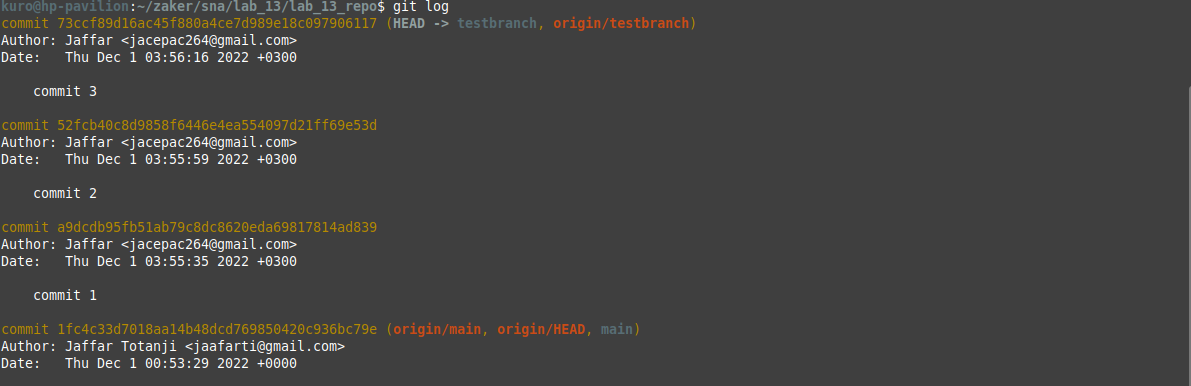 kuro@hp-pavilion:~/zaker/sna/lab_13/lab_13_repo$ git log
commit 73ccf89d16ac45f880a4ce7d989e18c097906117 (HEAD -> testbranch, origin/testbranch)
Author: Jaffar <jacepac264@gmail.com>
Date:   Thu Dec 1 03:56:16 2022 +0300
    commit 3
commit 52fcb40c8d9858f6446e4ea554097d21ff69e53d
Author: Jaffar <jacepac264@gmail.com>
Date:   Thu Dec 1 03:55:59 2022 +0300
    commit 2
commit a9dcdb95fb51ab79c8dc8620eda69817814ad839
Author: Jaffar <jacepac264@gmail.com>
Date:   Thu Dec 1 03:55:35 2022 +0300
    commit 1
commit 1fc4c33d7018aa14b48dcd769850420c936bc79e (origin/main, origin/HEAD, main)
Author: Jaffar Totanji <jaafarti@gmail.com>
Date:   Thu Dec 1 00:53:29 2022 +0000